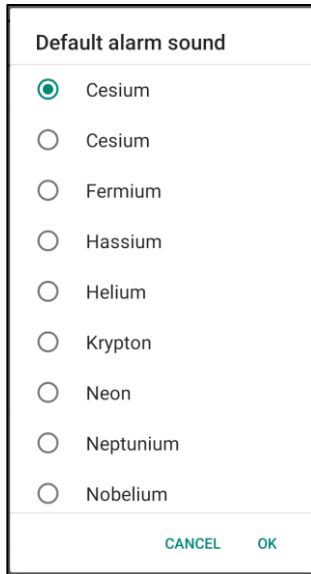 Default alarm sound
Cesium
Cesium
Fermium
Hassium
Helium
Krypton
Neon
Neptunium
Nobelium
CANCEL OK